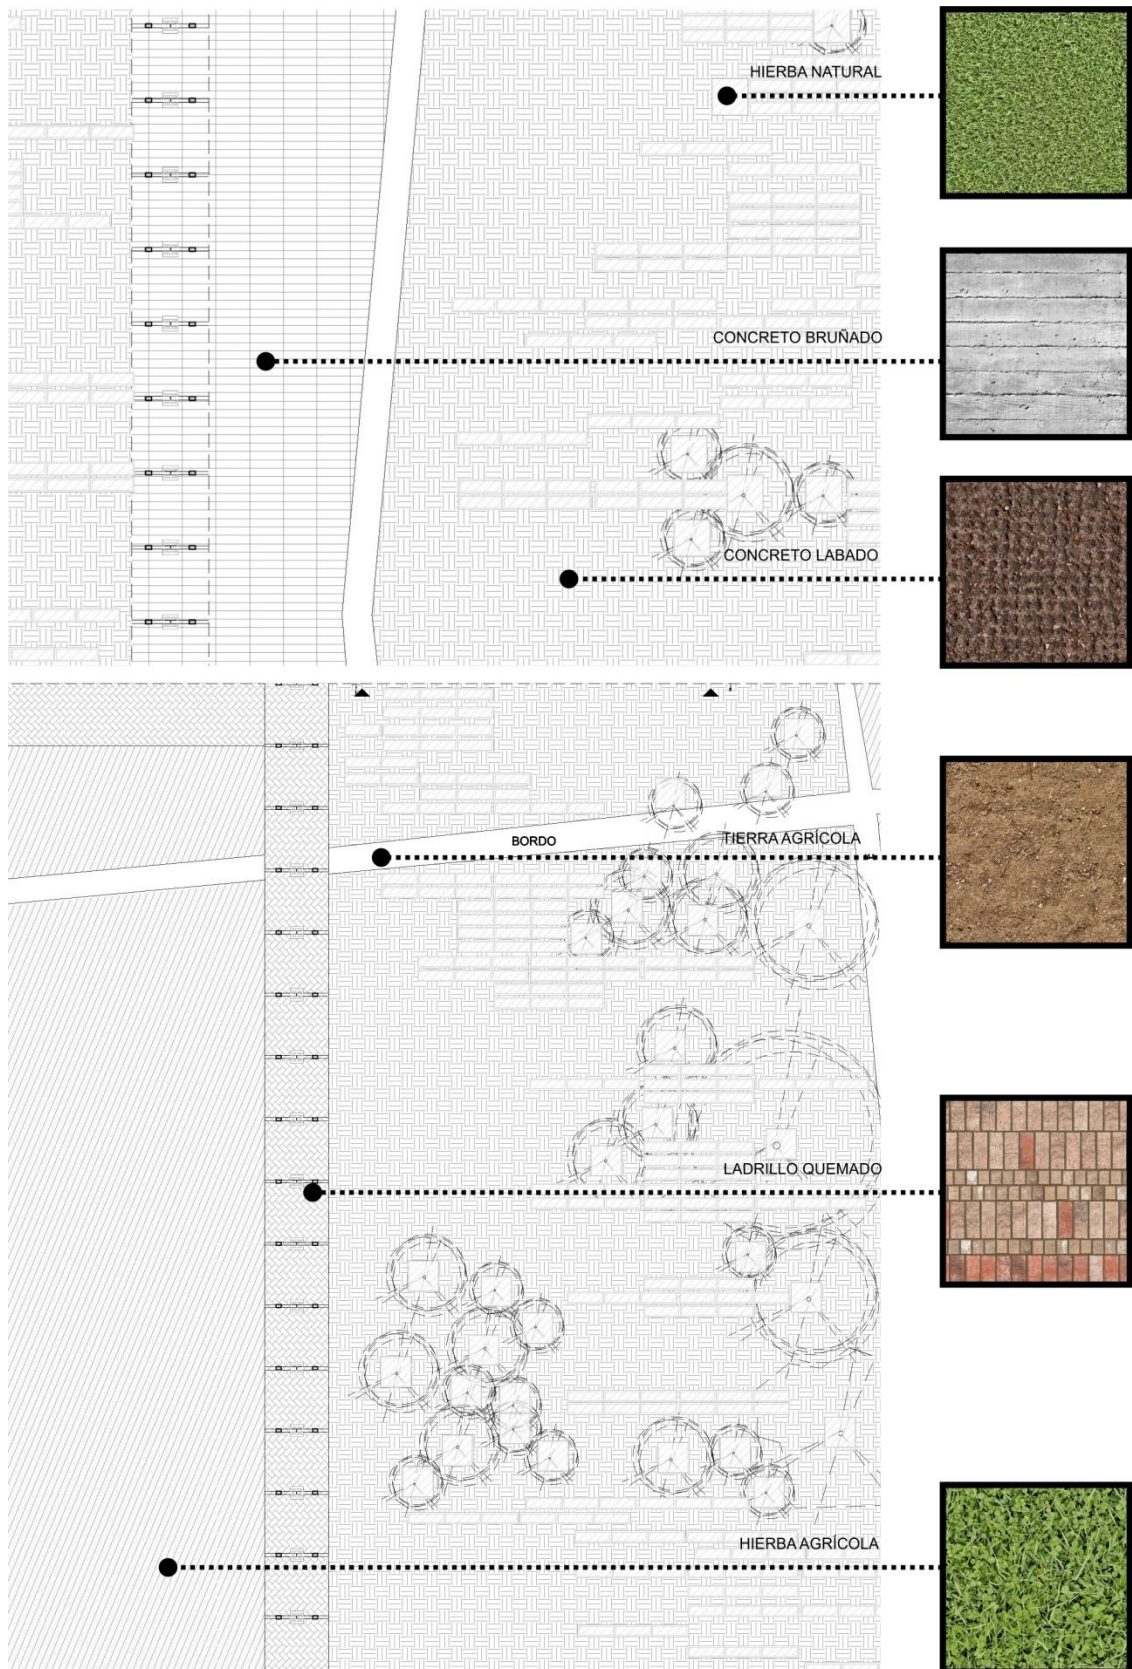 HIERBA NATURAL
CONCRETO BRUÑADO
CONCRETO LABADO
BORDO
TIERRA AGRÍCOLA
LADRILLO QUEMADO
HIERBA AGRÍCOLA